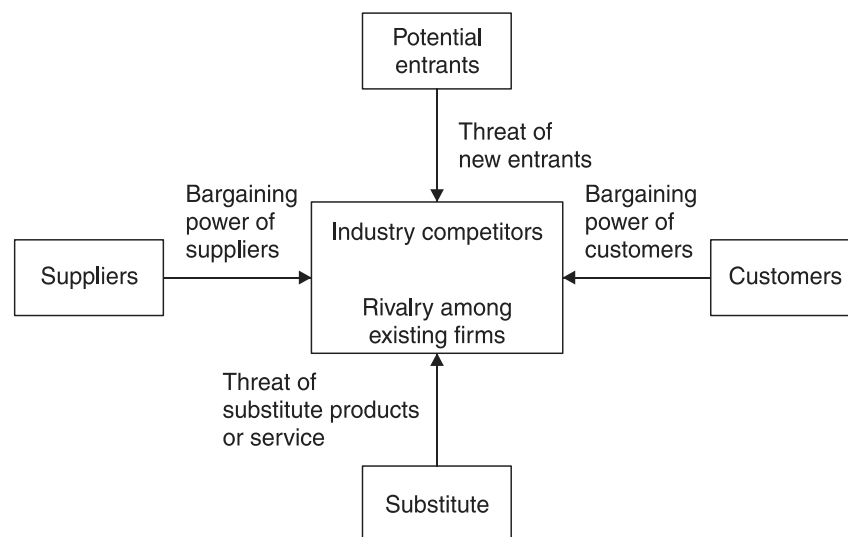 Potential
entrants
Threat of
new entrants
Bargaining
power of
suppliers
Bargaining
power of
customers
Suppliers
Industry competitors
Rivalry among
existing firms
Customers
Threat of
substitute products
or service
Substitute